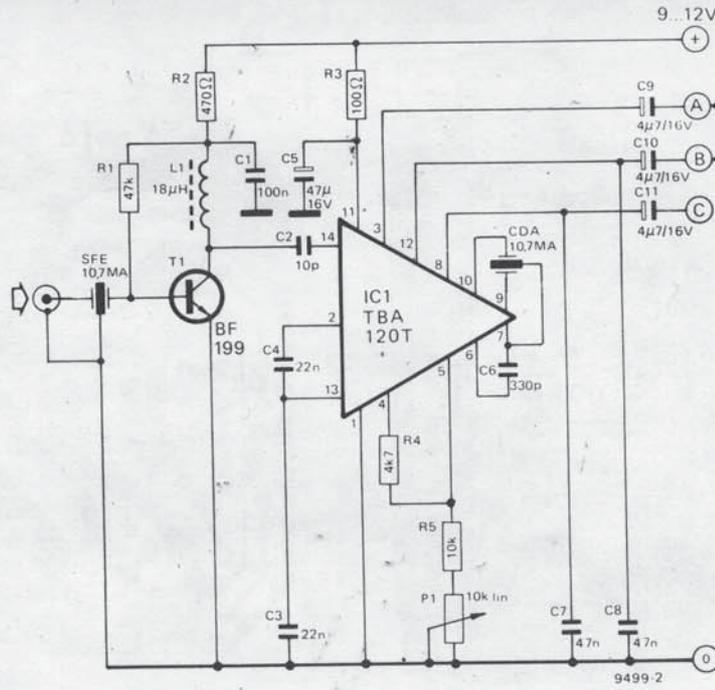 9...12V
+
R2
470Ω
R3
100Ω
C9
4µ7/16V
A
C10
4µ7/16V
B
C11
4µ7/16V
C
R1
47k
L1
18µH
C1
100n
C5
47µ
16V
11
3
12
8
10
CDA
10,7MA
C2
10p
14
SFE
10,7MA
T1
BF
199
IC1
TBA
120T
9
7
2
C4
22n
13
1
4
5
6
C6
330p
R4
4k7
R5
10k
P1
10k lin
C3
22n
C7
47n
C8
47n
0
9499-2